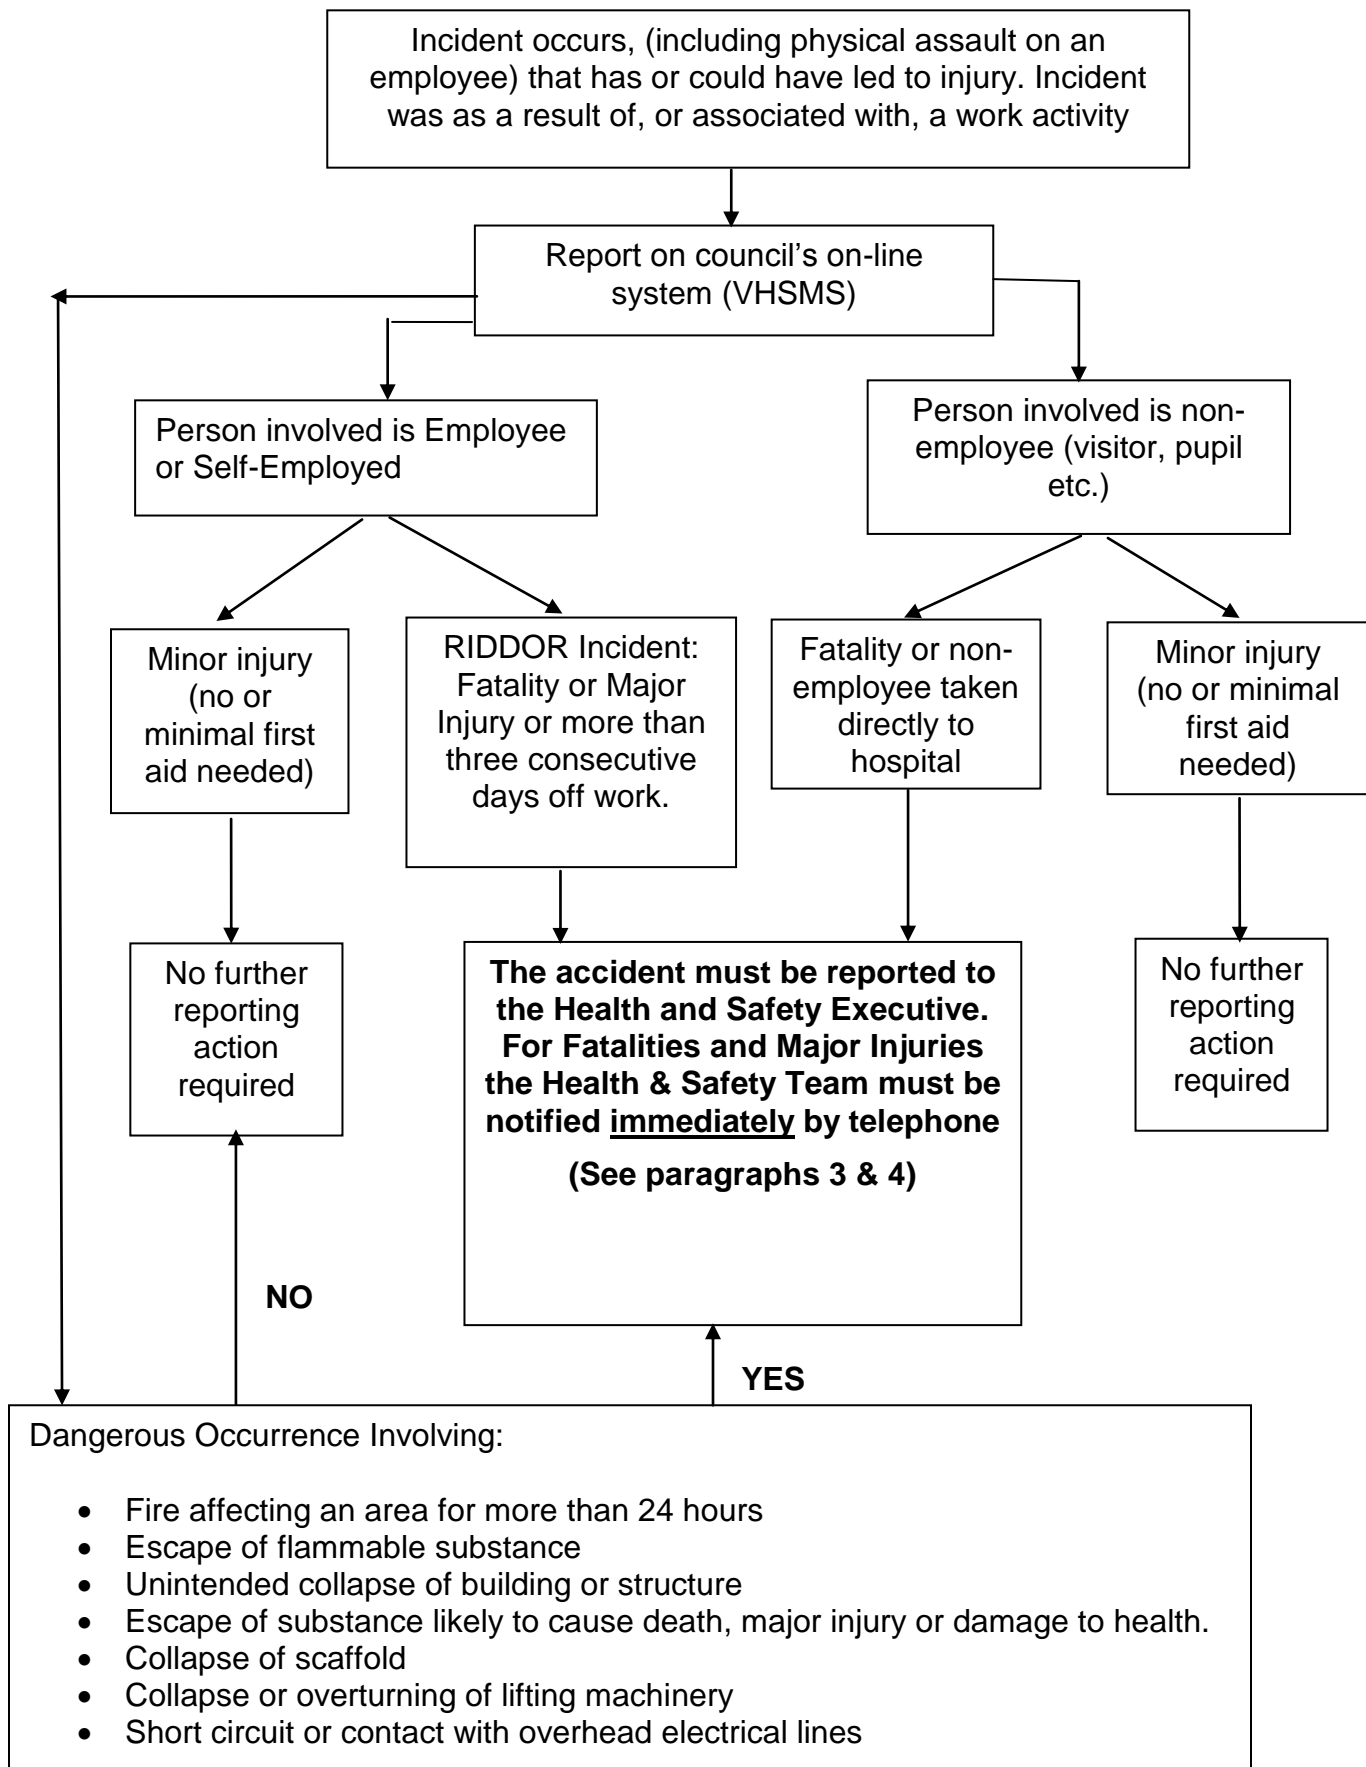 Incident occurs, (including physical assault on an
employee) that has or could have led to injury. Incident
was as a result of, or associated with, a work activity
Report on council’s on-line
system (VHSMS)
Person involved is Employee
or Self-Employed
Person involved is non-
employee (visitor, pupil
etc.)
Minor injury
(no or
minimal first
aid needed)
RIDDOR Incident:
Fatality or Major
Injury or more than
three consecutive
days off work.
Fatality or non-
employee taken
directly to
hospital
Minor injury
(no or minimal
first aid
needed)
No further
reporting
action
required
The accident must be reported to
the Health and Safety Executive.
For Fatalities and Major Injuries
the Health & Safety Team must be
notified immediately by telephone
(See paragraphs 3 & 4)
No further
reporting
action
required
NO
YES
Dangerous Occurrence Involving:
• Fire affecting an area for more than 24 hours
• Escape of flammable substance
• Unintended collapse of building or structure
• Escape of substance likely to cause death, major injury or damage to health.
• Collapse of scaffold
• Collapse or overturning of lifting machinery
• Short circuit or contact with overhead electrical lines